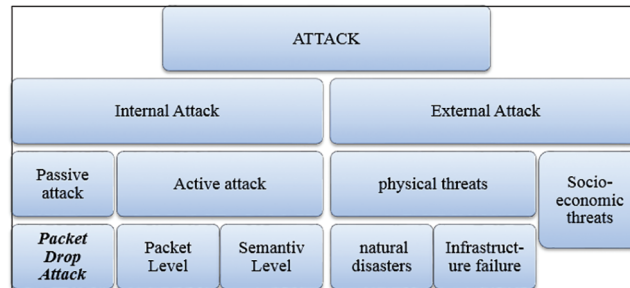 ATTACK
Internal Attack
External Attack
Passive
attack
Active attack
physical threats
Socio-
economic
threats
Packet
Drop
Attack
Packet
Level
Semantiv
Level
natural
disasters
Infrastruct-
ure failure